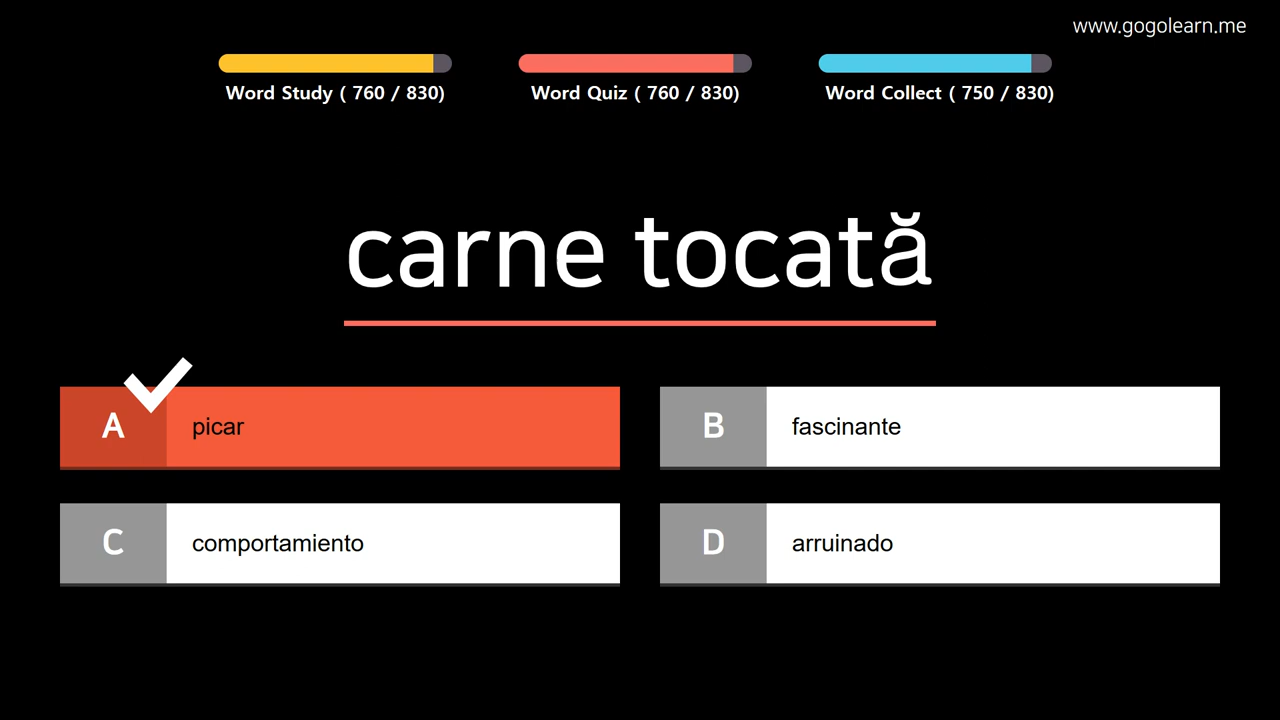 www.gogolearn.me
Word Study ( 760 / 830)
Word Quiz ( 760 / 830)
Word Collect ( 750 / 830)
carne tocată
A picar
B fascinante
C comportamiento
D arruinado